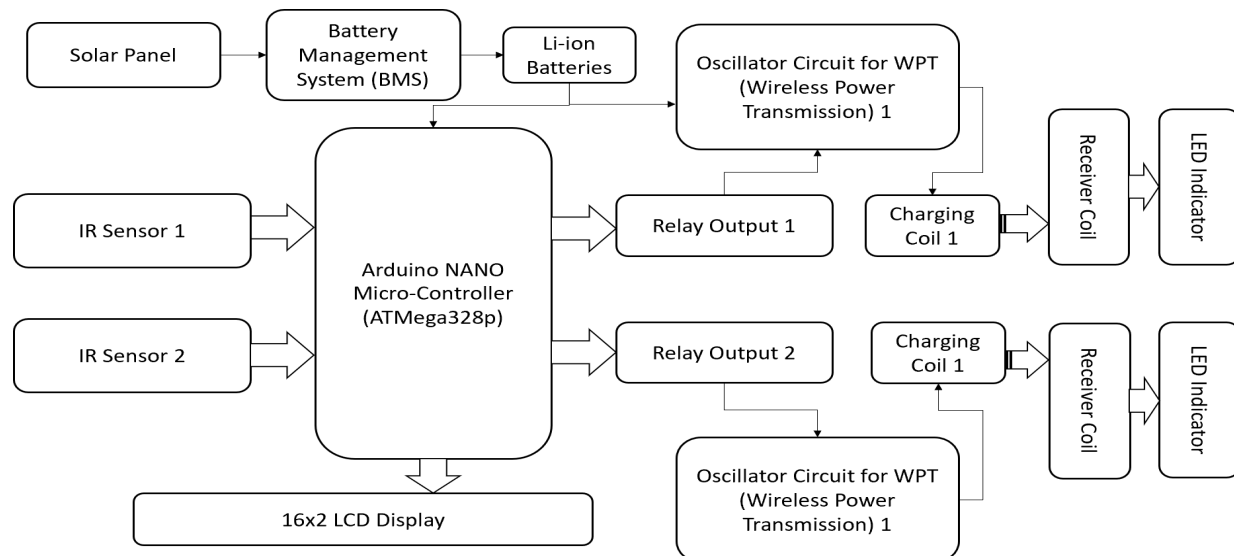 Solar Panel
Battery
Management
System (BMS)
Li-ion
Batteries
Oscillator Circuit for WPT
(Wireless Power
Transmission) 1
IR Sensor 1
Arduino NANO
Micro-Controller
(ATMega328p)
Relay Output 1
Charging
Coil 1
Receiver Coil
LED Indicator
IR Sensor 2
Relay Output 2
Charging
Coil 1
Receiver Coil
LED Indicator
Oscillator Circuit for WPT
(Wireless Power
Transmission) 1
16x2 LCD Display